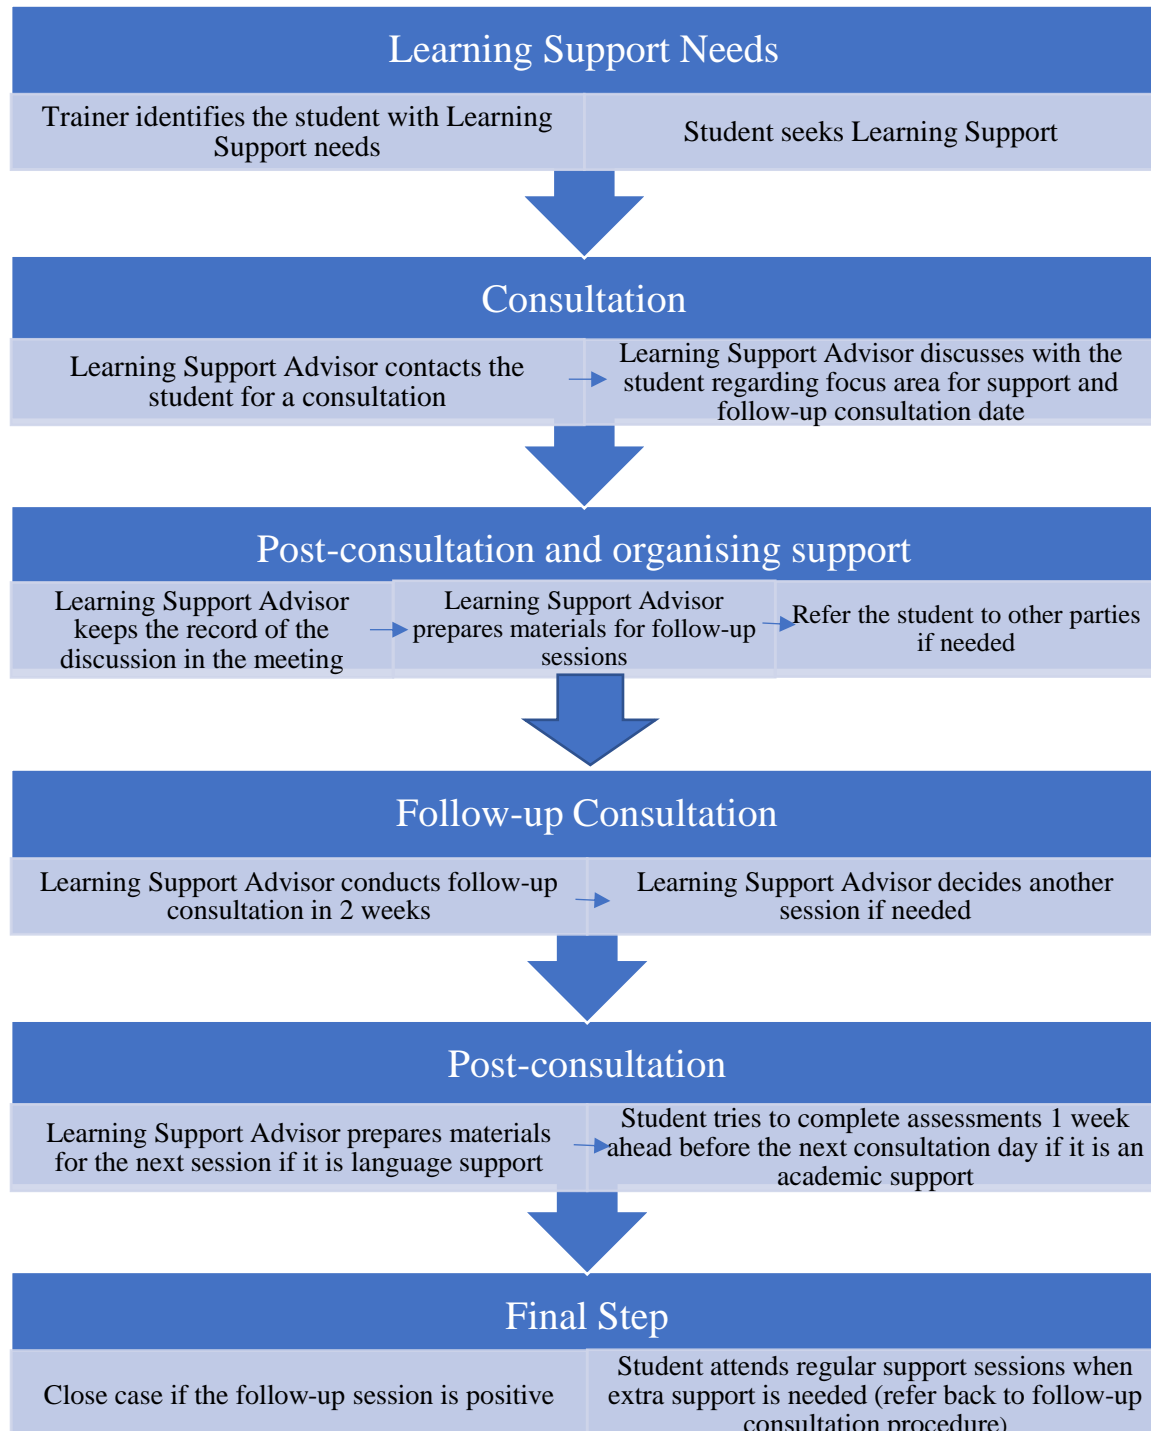 Learning Support Needs
Trainer identifies the student with Learning
Support needs
Student seeks Learning Support
Consultation
Learning Support Advisor contacts the
student for a consultation
Learning Support Advisor discusses with the
student regarding focus area for support and
follow-up consultation date
Post-consultation and organising support
Learning Support Advisor
keeps the record of the
discussion in the meeting
Learning Support Advisor
prepares materials for follow-up
sessions
Refer the student to other parties
if needed
Follow-up Consultation
Learning Support Advisor conducts follow-up
consultation in 2 weeks
Learning Support Advisor decides another
session if needed
Post-consultation
Learning Support Advisor prepares materials
for the next session if it is language support
Student tries to complete assessments 1 week
ahead before the next consultation day if it is an
academic support
Final Step
Close case if the follow-up session is positive
Student attends regular support sessions when
extra support is needed (refer back to follow-up
consultation procedure)